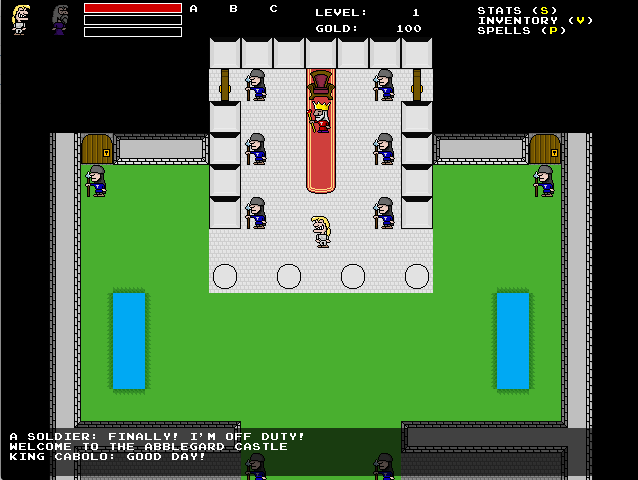 A B C
LEVEL: 1
GOLD: 100
STATS (S)
INVENTORY (V)
SPELLS (P)
A SOLDIER: FINALLY! I'M OFF DUTY!
WELCOME TO THE ABBLEGARD CASTLE
KING CABOLO: GOOD DAY!